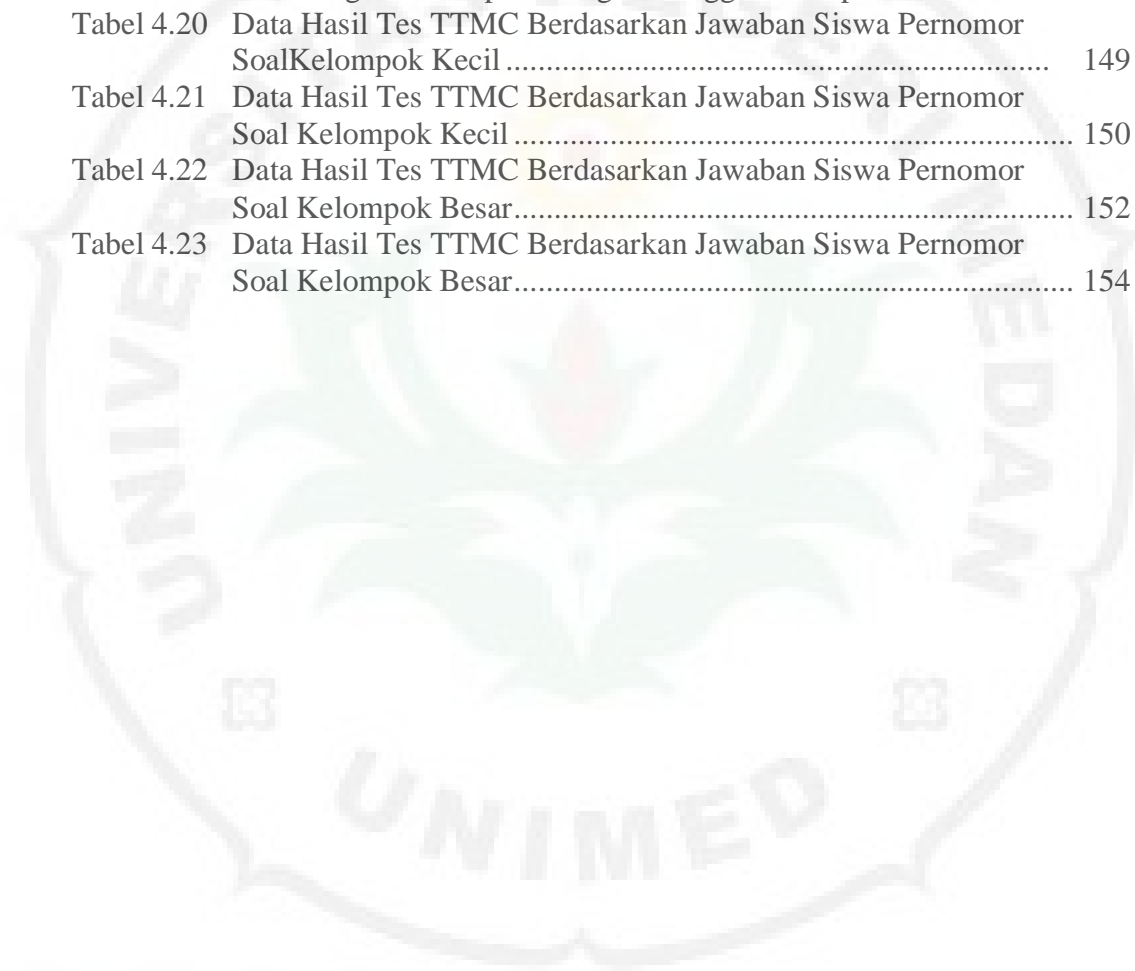 Tabel 4.20 Data Hasil Tes TTMC Berdasarkan Jawaban Siswa Pernomor
SoalKelompok Kecil ................................................................... 149
Tabel 4.21 Data Hasil Tes TTMC Berdasarkan Jawaban Siswa Pernomor
Soal Kelompok Kecil ..................................................................... 150
Tabel 4.22 Data Hasil Tes TTMC Berdasarkan Jawaban Siswa Pernomor
Soal Kelompok Besar..................................................................... 152
Tabel 4.23 Data Hasil Tes TTMC Berdasarkan Jawaban Siswa Pernomor
Soal Kelompok Besar..................................................................... 154
UNIMED